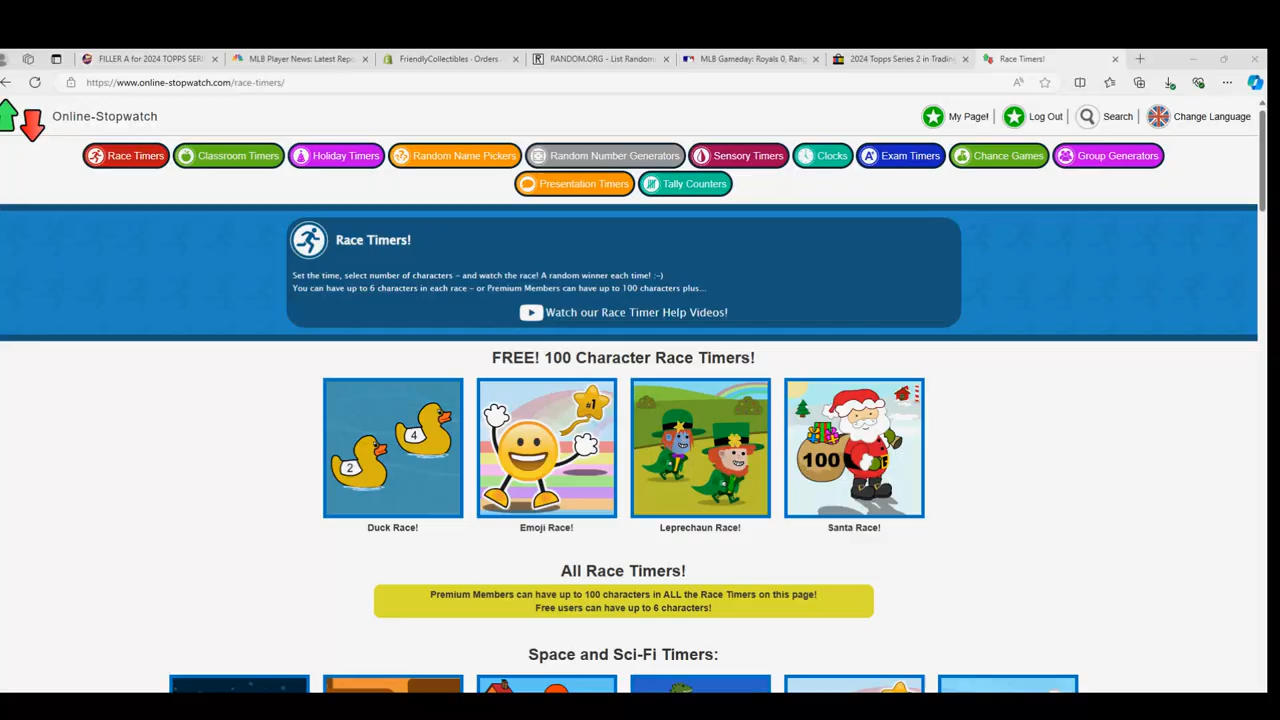 FILLER A for 2024 TOPPS SERI
MLB Player News: Latest Repo
FriendlyCollectibles · Orders
RANDOM.ORG - List Random
MLB Gameday: Royals 0, Rang
2024 Topps Series 2 in Trading
Race Timers!
https://www.online-stopwatch.com/race-timers/
Online-Stopwatch
My Page!
Log Out
Search
Change Language
Race Timers
Classroom Timers
Holiday Timers
Random Name Pickers
Random Number Generators
Sensory Timers
Clocks
Exam Timers
Chance Games
Group Generators
Presentation Timers
Tally Counters
Race Timers!
Set the time, select number of characters - and watch the race! A random winner each time! :-)
You can have up to 6 characters in each race - or Premium Members can have up to 100 characters plus...
Watch our Race Timer Help Videos!
FREE! 100 Character Race Timers!
2
4
#1
100
Duck Race!
Emoji Race!
Leprechaun Race!
Santa Race!
All Race Timers!
Premium Members can have up to 100 characters in ALL the Race Timers on this page!
Free users can have up to 6 characters!
Space and Sci-Fi Timers: